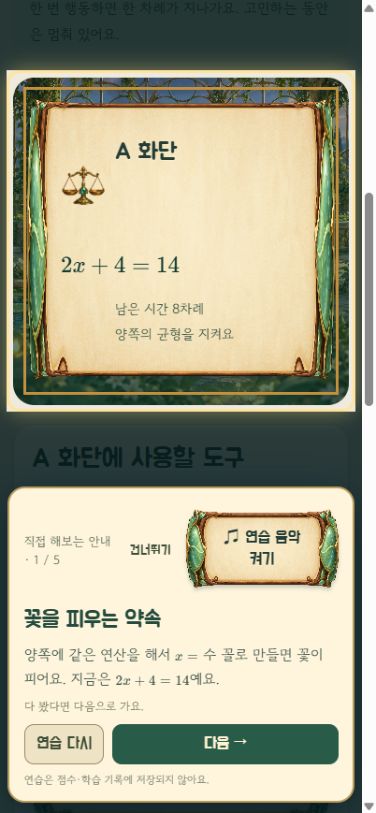 한 번 행동하면 한 차례가 지나가요. 고민하는 동안
은 멈춰 있어요.
A 화단
2x + 4 = 14
남은 시간 8차례
양쪽의 균형을 지켜요
A 화단에 사용할 도구
직접 해보는 안내
· 1 / 5
건너뛰기
🎵 연습 음악
켜기
꽃을 피우는 약속
양쪽에 같은 연산을 해서 x = 수 꼴로 만들면 꽃이
피어요. 지금은 2x + 4 = 14예요.
다 봤다면 다음으로 가요.
연습 다시
다음 →
연습은 점수·학습 기록에 저장되지 않아요.